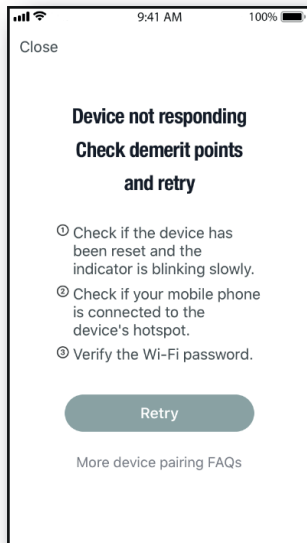 9:41 AM 100%
Close
Device not responding
Check demerit points
and retry
① Check if the device has
been reset and the
indicator is blinking slowly.
② Check if your mobile phone
is connected to the
device's hotspot.
③ Verify the Wi-Fi password.
Retry
More device pairing FAQs